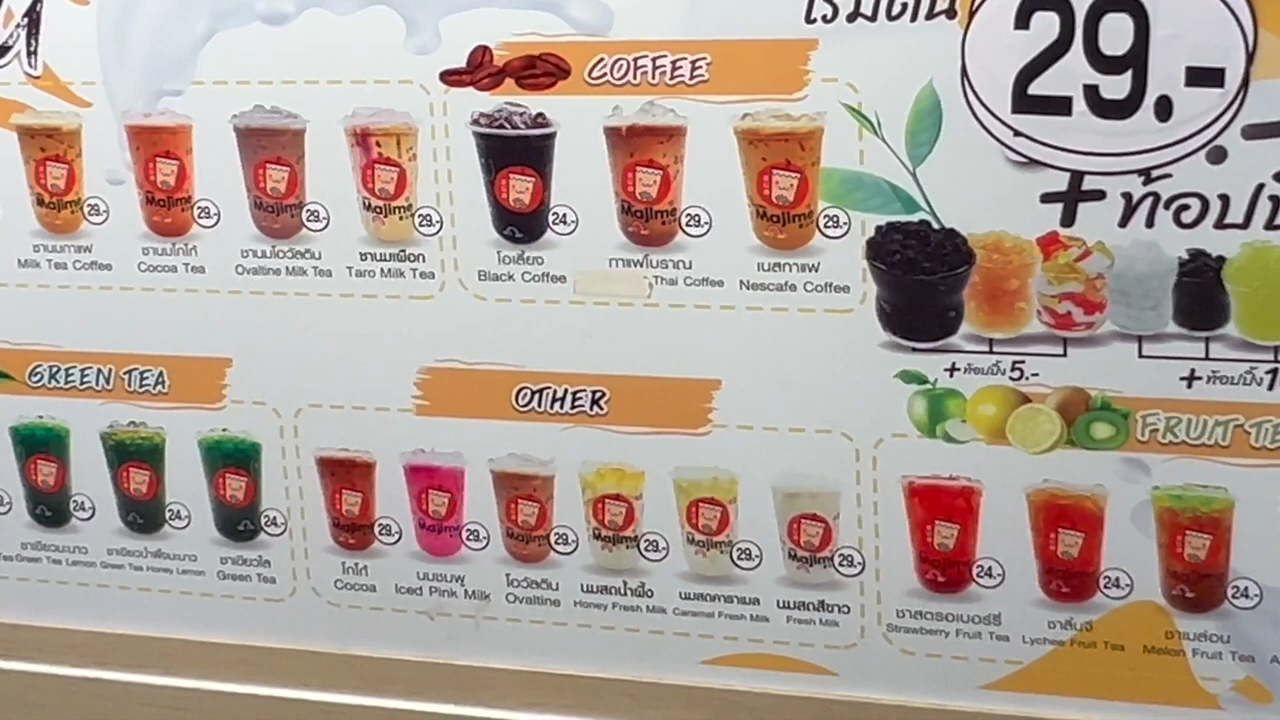 เริ่มต้น
29.-
COFFEE
29.-
29.-
29.-
29.-
24.-
29.-
29.-
ชานมกาแฟ
Milk Tea Coffee
ชานมโกโก้
Cocoa Tea
ชานมโอวัลติน
Ovaltine Milk Tea
ชานมเผือก
Taro Milk Tea
โอเลี้ยง
Black Coffee
กาแฟโบราณ
Thai Coffee
เนสกาแฟ
Nescafe Coffee
+ท้อปปิ้ง 5.-
+ท้อปปิ้ง
GREEN TEA
24.-
24.-
24.-
ชาเขียวมะนาว
Green Tea Lemon
ชาเขียวน้ำผึ้งมะนาว
Green Tea Honey Lemon
ชาเขียวใส
Green Tea
OTHER
29.-
29.-
29.-
29.-
29.-
29.-
โกโก้
Cocoa
นมชมพู
Iced Pink Milk
โอวัลติน
Ovaltine
นมสดน้ำผึ้ง
Honey Fresh Milk
นมสดคาราเมล
Caramel Fresh Milk
นมสดสีขาว
Fresh Milk
FRUIT
24.-
24.-
24.-
ชาสตรอเบอร์รี่
Strawberry Fruit Tea
ชาลิ้นจี่
Lychee Fruit Tea
ชาเมล่อน
Melon Fruit Tea